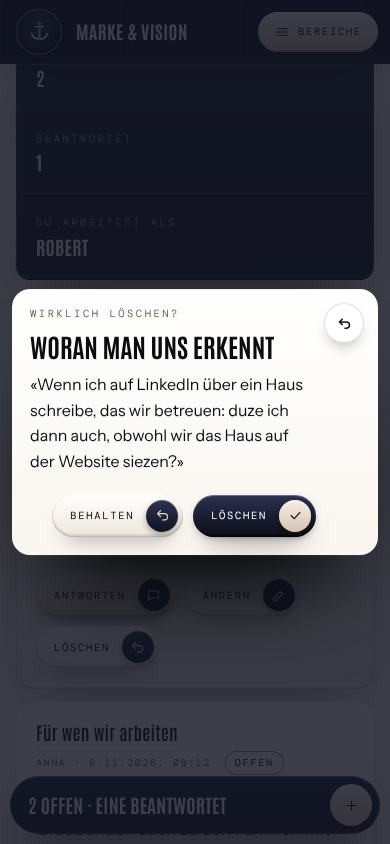 MARKE & VISION
BEREICHE
2
BEANTWORTET
1
DU ARBEITEST ALS
ROBERT
WIRKLICH LÖSCHEN?
WORAN MAN UNS ERKENNT
«Wenn ich auf LinkedIn über ein Haus
schreibe, das wir betreuen: duze ich
dann auch, obwohl wir das Haus auf
der Website siezen?»
BEHALTEN
LÖSCHEN
ANTWORTEN
ÄNDERN
LÖSCHEN
Für wen wir arbeiten
ANNA · 6.11.2026, 09:12
OFFEN
2 OFFEN · EINE BEANTWORTET